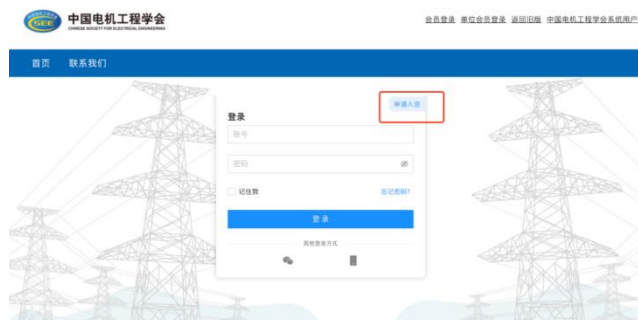 中国电机工程学会
CHINESE SOCIETY FOR ELECTRICAL ENGINEERING
会员登录 单位会员登录 返回旧版 中国电机工程学会系统用户
首页 联系我们
申请入会
登录
账号
密码
记住我 忘记密码?
登录
其他登录方式